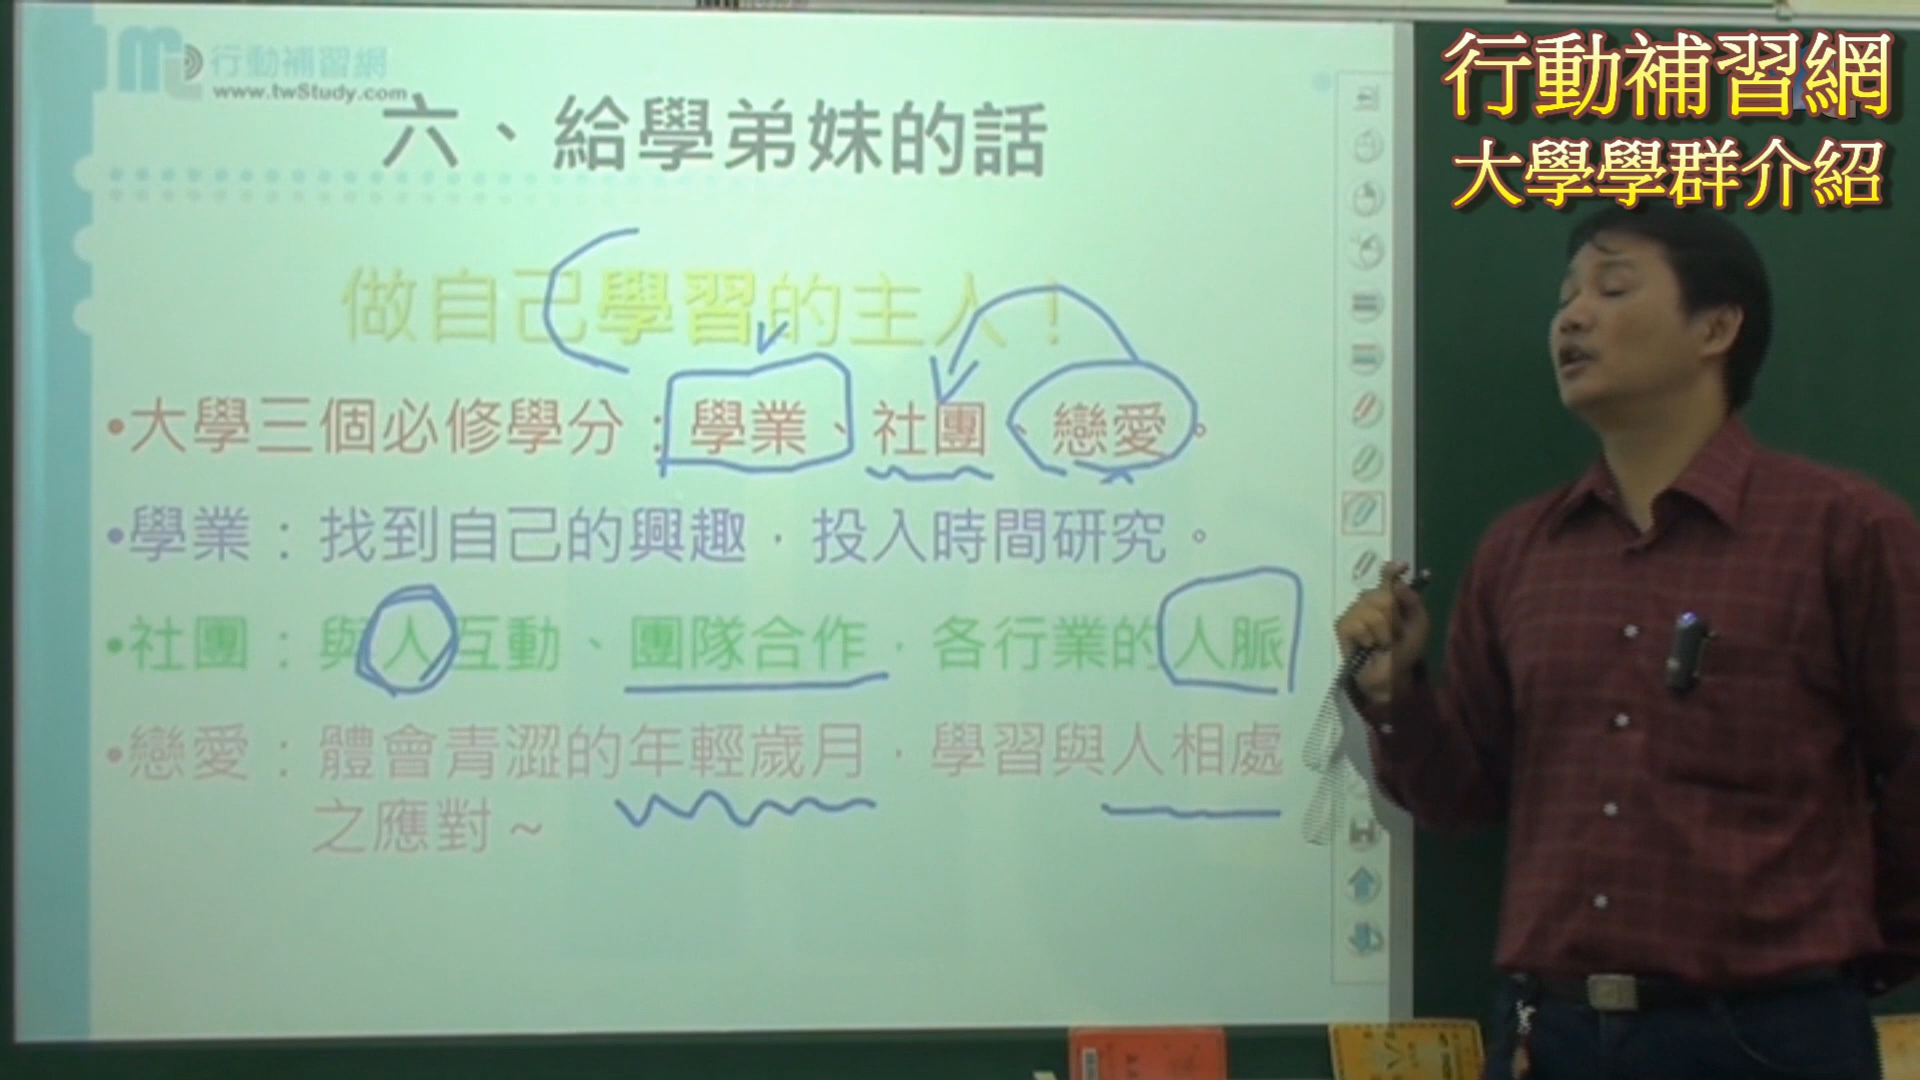 行動補習網
www.twStudy.com
行動補習網
大學學群介紹
六、給學弟妹的話
做自己學習的主人！
•大學三個必修學分：學業、社團、戀愛。
•學業：找到自己的興趣，投入時間研究。
•社團：與人互動、團隊合作，各行業的人脈
•戀愛：體會青澀的年輕歲月，學習與人相處
之應對～